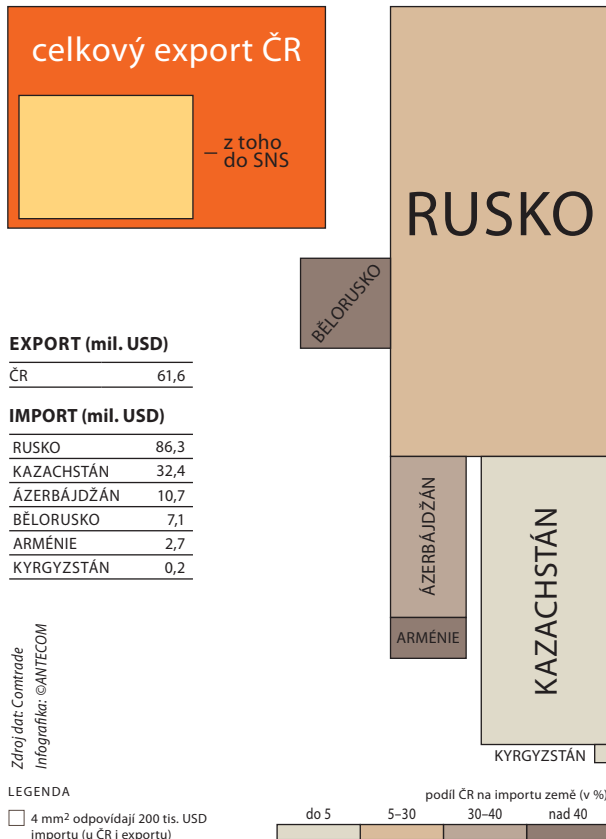 celkový export ČR
z toho
do SNS
RUSKO
BĚLORUSKO
EXPORT (mil. USD)
ČR 61,6
IMPORT (mil. USD)
RUSKO 86,3
KAZACHSTÁN 32,4
ÁZERBÁJDŽÁN 10,7
BĚLORUSKO 7,1
ARMÉNIE 2,7
KYRGYZSTÁN 0,2
ÁZERBÁJDŽÁN
ARMÉNIE
KAZACHSTÁN
KYRGYZSTÁN
Zdroj dat: Comtrade
Infografika: ©ANTECOM
LEGENDA
4 mm² odpovídají 200 tis. USD
importu (u ČR i exportu)
podíl ČR na importu země (v %)
do 5 5–30 30–40 nad 40